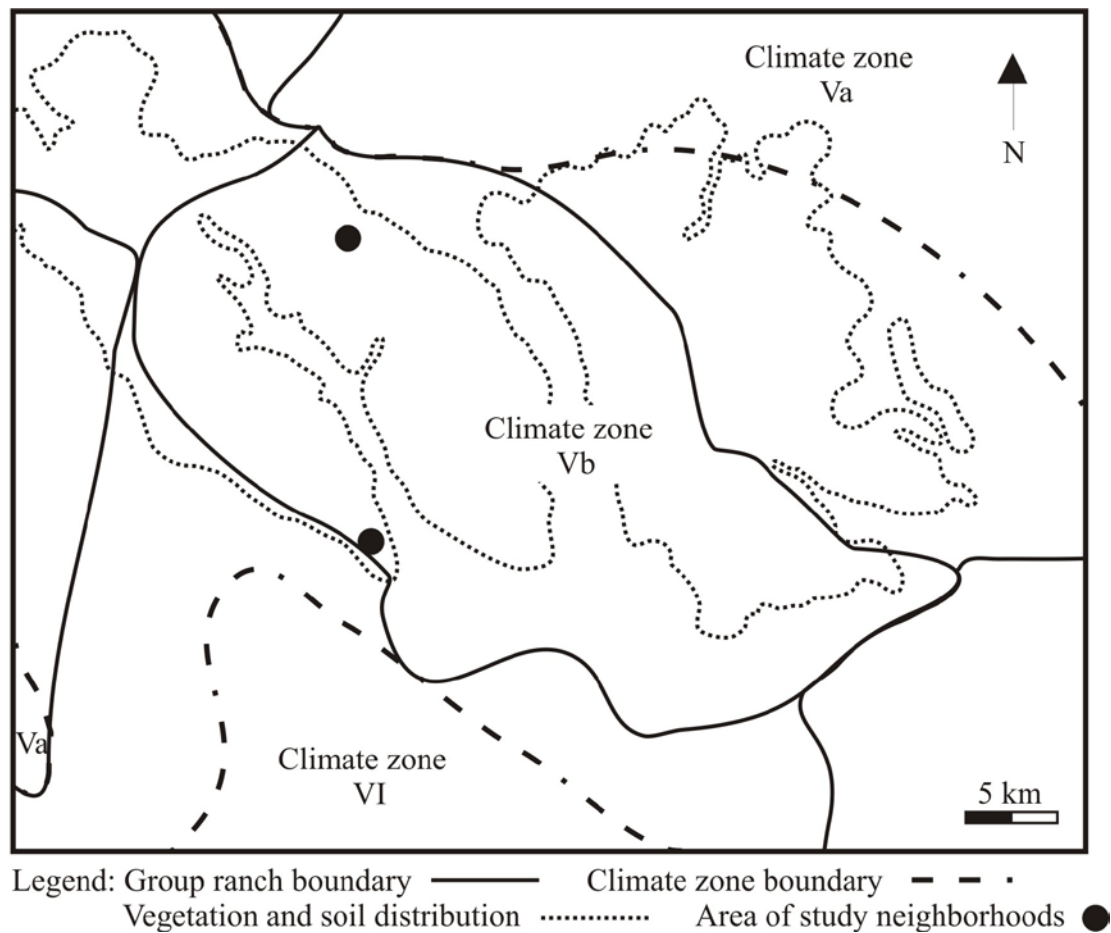 Climate zone
Va
N
Climate zone
Vb
Va
Climate zone
VI
5 km
Legend: Group ranch boundary
Climate zone boundary
Vegetation and soil distribution
Area of study neighborhoods